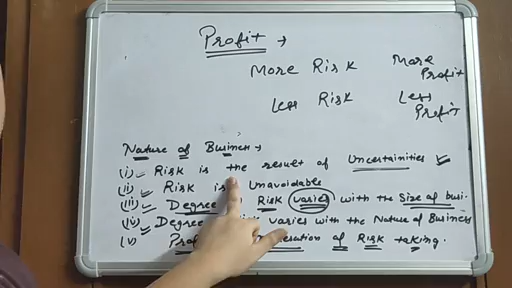 Profit →
More Risk More Profit
Less Risk Less Profit
Nature of Business →
(i) Risk is the result of Uncertainities
(ii) Risk is Unavoidable
(iii) Degree Risk varies with the Size of busi
(iv) Degree varies with the Nature of Business
(v) of Risk taking.